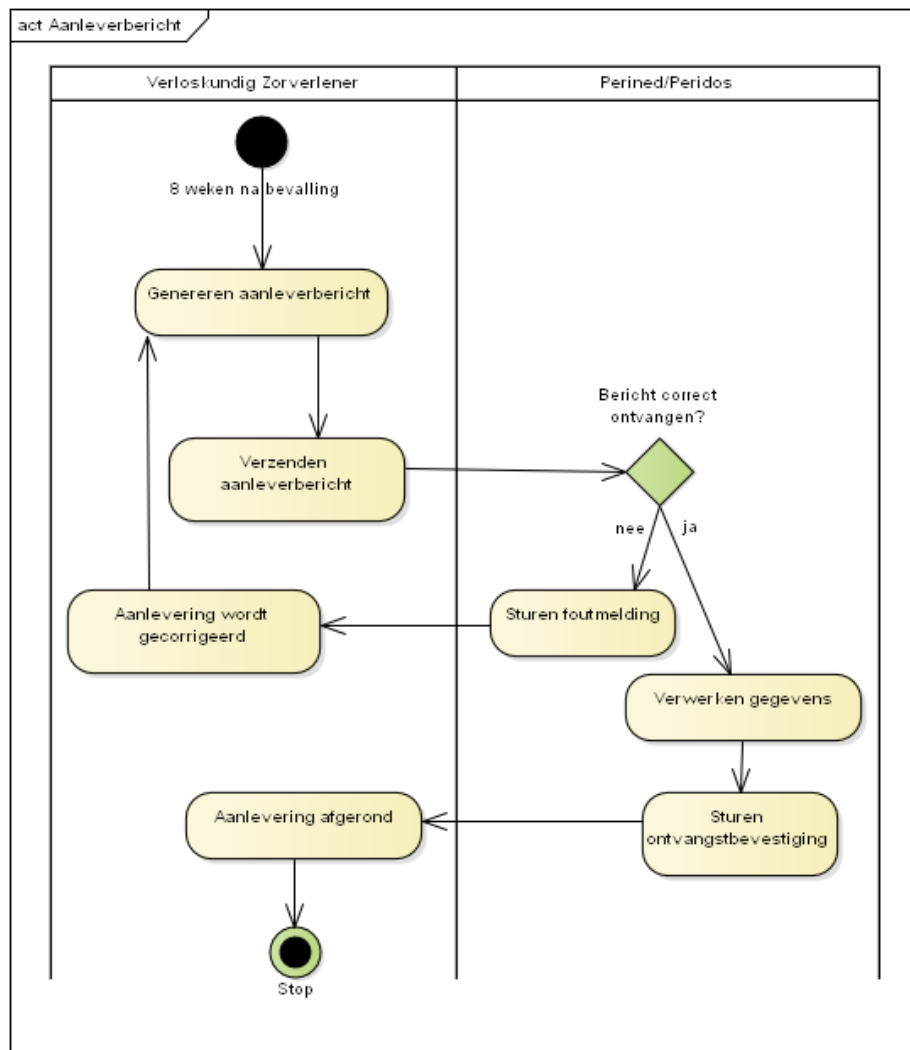 act Aanleverbericht
Verloskundig Zorverlener
Perined/Peridos
8 weken na bevalling
Genereren aanleverbericht
Bericht correct
ontvangen?
Verzenden
aanleverbericht
nee
ja
Aanlevering wordt
gecorrigeerd
Sturen foutmelding
Verwerken gegevens
Aanlevering afgerond
Sturen
ontvangstbevestiging
Stop